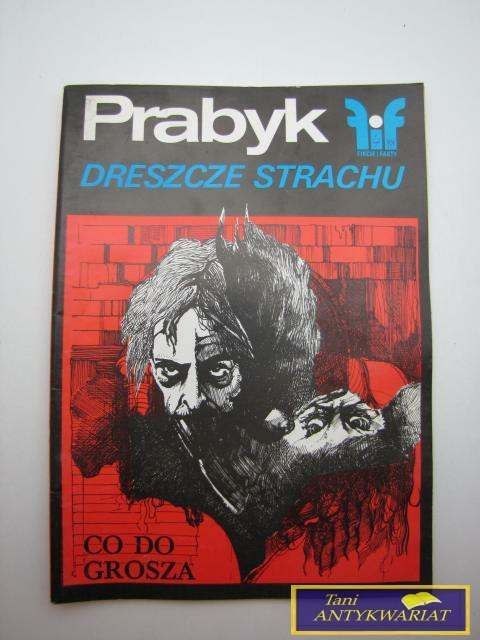 Prabyk
FiF
FIKCJE I FAKTY
DRESZCZE STRACHU
CO DO
GROSZA
Tani
ANTYKWARIAT